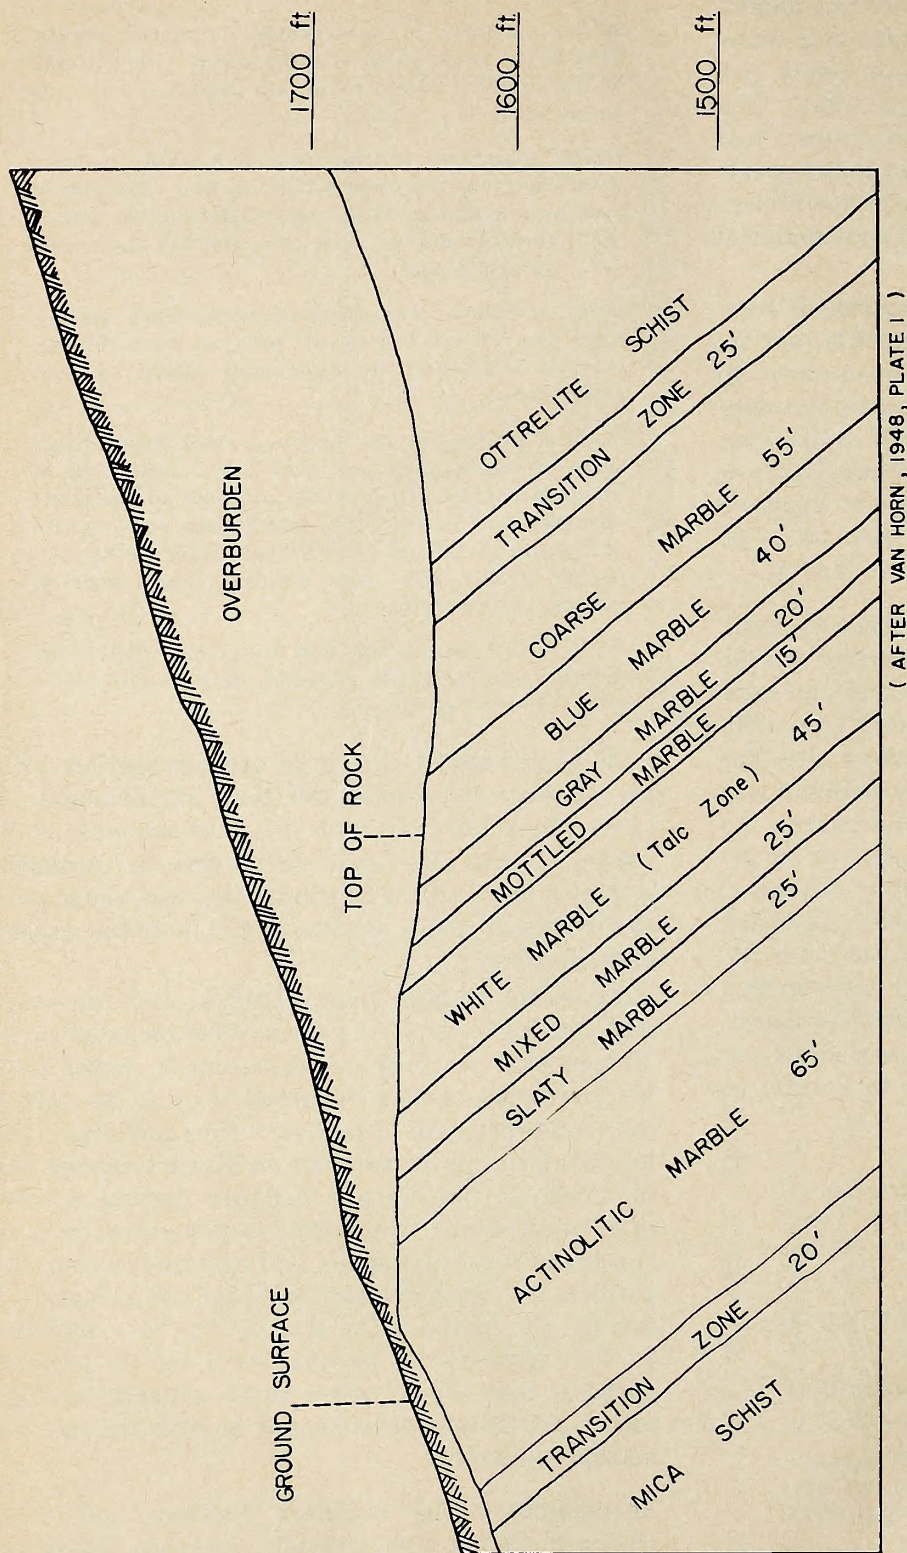 1700 ft.
1600 ft.
1500 ft.
GROUND SURFACE
TOP OF ROCK
OVERBURDEN
MICA SCHIST
TRANSITION ZONE 20'
ACTINOLITIC MARBLE 65'
SLATY MARBLE 25'
MIXED MARBLE 25'
WHITE MARBLE (Talc Zone) 45'
MOTTLED MARBLE 15'
GRAY MARBLE 20'
BLUE MARBLE 40'
COARSE MARBLE 55'
TRANSITION ZONE 25'
OTTRELITE SCHIST
( AFTER VAN HORN, 1948, PLATE I )